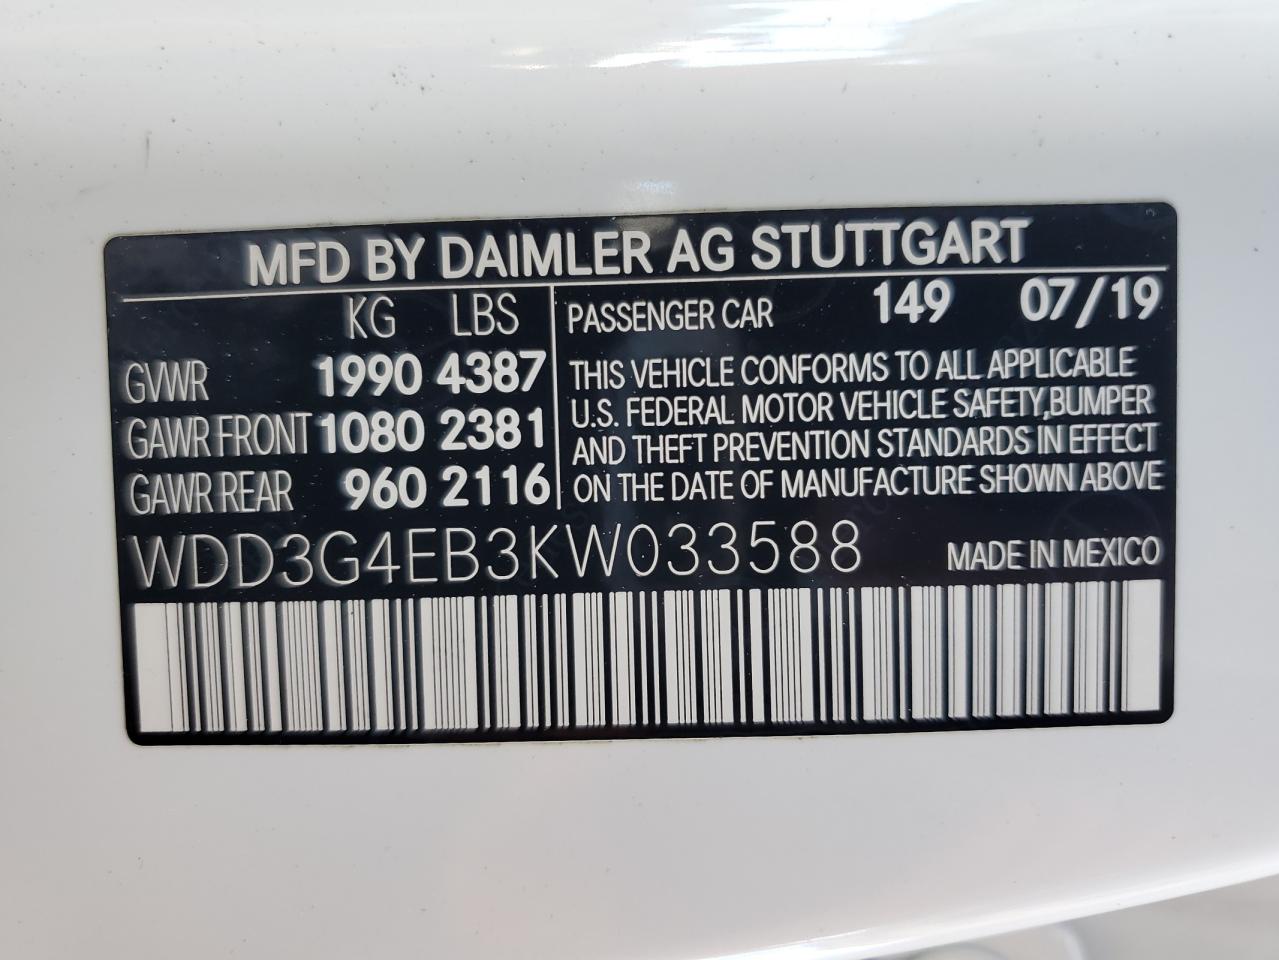 MFD BY DAIMLER AG STUTTGART
KG LBS
GVWR 1990 4387
GAWR FRONT 1080 2381
GAWR REAR 960 2116
PASSENGER CAR 149 07/19
THIS VEHICLE CONFORMS TO ALL APPLICABLE
U.S. FEDERAL MOTOR VEHICLE SAFETY,BUMPER
AND THEFT PREVENTION STANDARDS IN EFFECT
ON THE DATE OF MANUFACTURE SHOWN ABOVE
WDD3G4EB3KW033588 MADE IN MEXICO